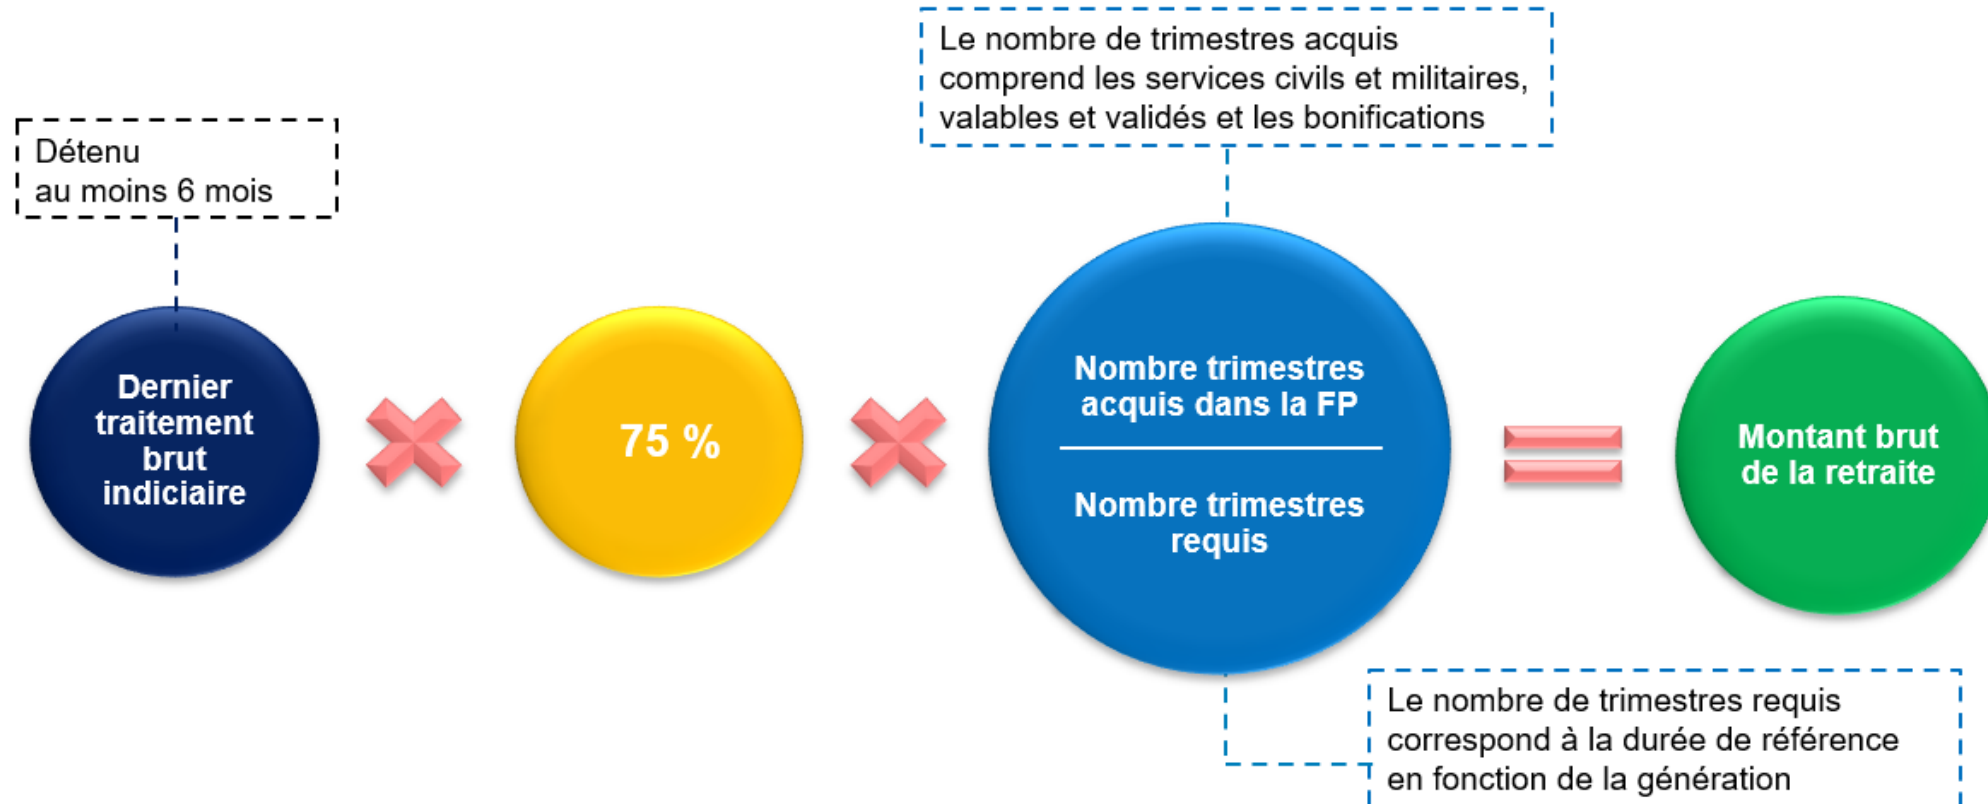 Le nombre de trimestres acquis
comprend les services civils et militaires,
valables et validés et les bonifications
Détenu
au moins 6 mois
Dernier
traitement
brut
indiciaire
75 %
Nombre trimestres
acquis dans la FP
Nombre trimestres
requis
Montant brut
de la retraite
Le nombre de trimestres requis
correspond à la durée de référence
en fonction de la génération